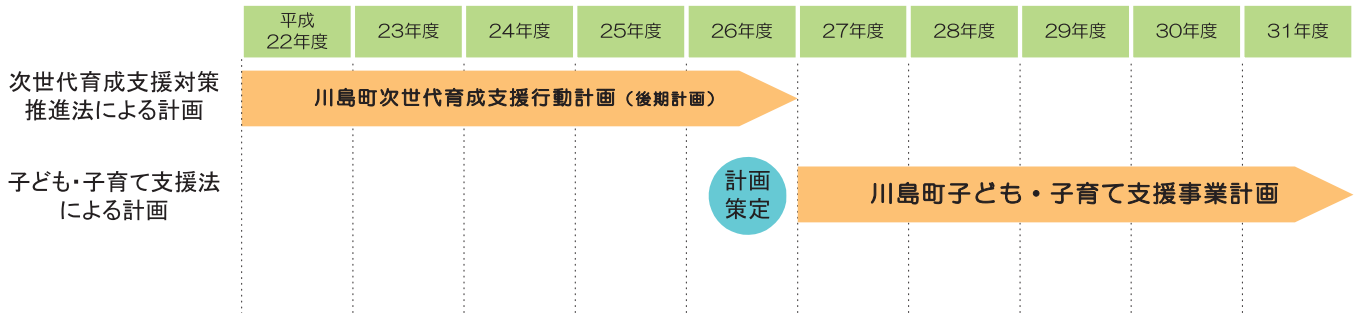 平成
22年度
23年度
24年度
25年度
26年度
27年度
28年度
29年度
30年度
31年度
次世代育成支援対策
推進法による計画
川島町次世代育成支援行動計画（後期計画）
子ども・子育て支援法
による計画
計画
策定
川島町子ども・子育て支援事業計画